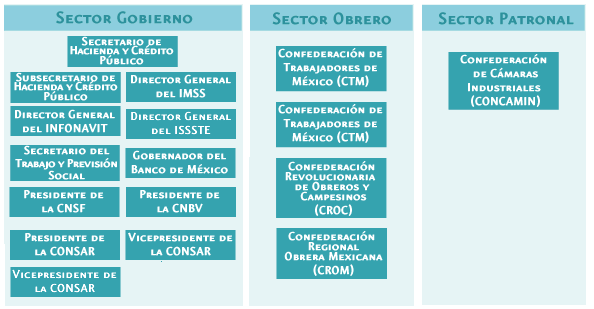 Sector Gobierno
Secretario de
Hacienda y Crédito
Público
Subsecretario de
Hacienda y Crédito
Público
Director General
del IMSS
Director General
del INFONAVIT
Director General
del ISSSTE
Secretario del
Trabajo y Previsión
Social
Gobernador del
Banco de México
Presidente de
la CNSF
Presidente de
la CNBV
Presidente de
la CONSAR
Vicepresidente de
la CONSAR
Vicepresidente de
la CONSAR
Sector Obrero
Confederación de
Trabajadores de
México (CTM)
Confederación de
Trabajadores de
México (CTM)
Confederación
Revolucionaria
de Obreros y
Campesinos
(CROC)
Confederación
Regional
Obrera Mexicana
(CROM)
Sector Patronal
Confederación
de Cámaras
Industriales
(CONCAMIN)